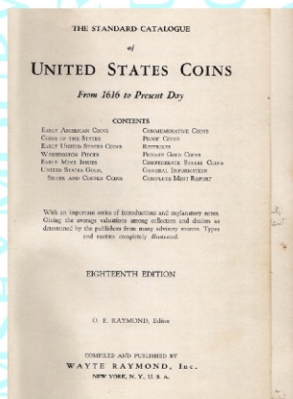 THE STANDARD CATALOGUE
of
UNITED STATES COINS
From 1616 to Present Day
CONTENTS
EARLY AMERICAN COINS
COINS OF THE STATES
EARLY UNITED STATES COINS
WASHINGTON PIECES
EARLY MINT ISSUES
UNITED STATES GOLD,
SILVER AND COPPER COINS
COMMEMORATIVE COINS
PROOF COINS
RESTRIKES
PRIVATE GOLD COINS
CONFEDERATE STATES COINS
GENERAL INFORMATION
COMPLETE MINT REPORT
With an important series of introductions and explanatory notes.
Giving the average valuations among collectors and dealers as
determined by the publishers from many advisory sources. Types
and varieties completely illustrated.
EIGHTEENTH EDITION
O. E. RAYMOND, Editor
COMPILED AND PUBLISHED BY
WAYTE RAYMOND, Inc.
NEW YORK, N. Y., U. S. A.